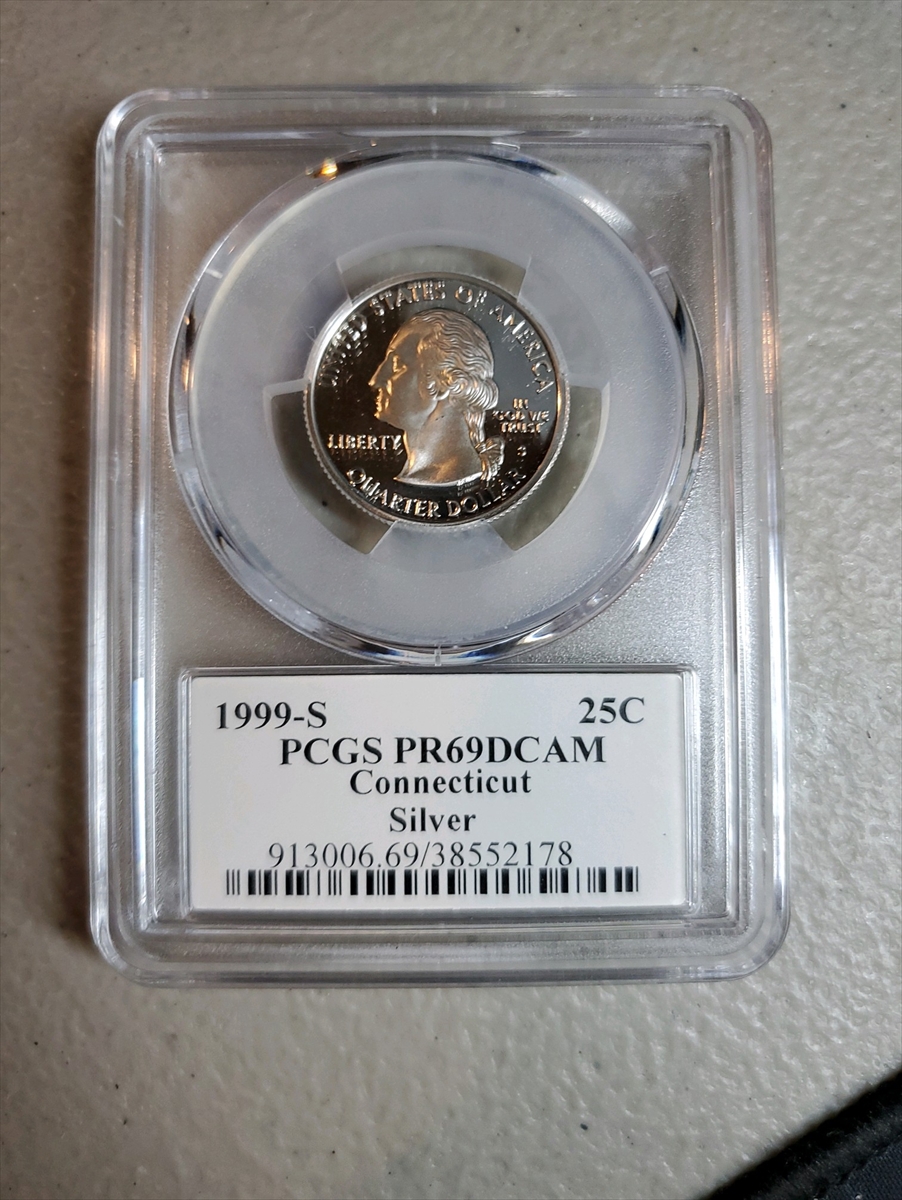 UNITED STATES OF AMERICA
LIBERTY
IN
GOD WE
TRUST
S
QUARTER DOLLAR
1999-S 25C
PCGS PR69DCAM
Connecticut
Silver
913006.69/38552178